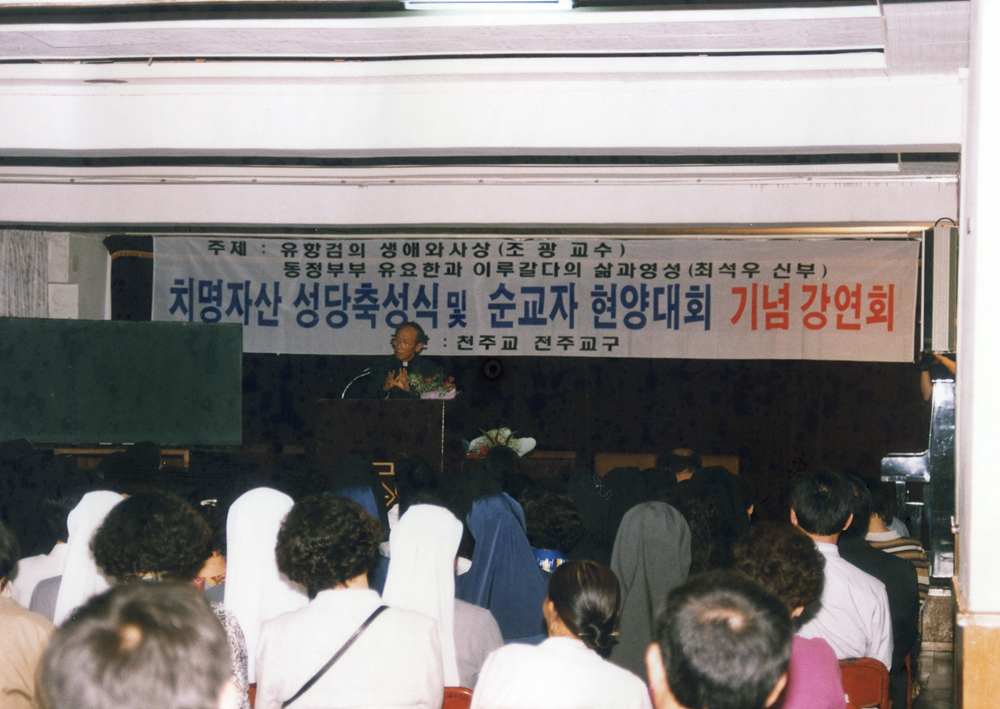 주제 : 유항검의 생애와사상(조 광 교수)
동정부부 유요한과 이루갈다의 삶과영성(최석우 신부)
치명자산 성당축성식및 순교자 현양대회 기념 강연회
: 천주교 전주교구